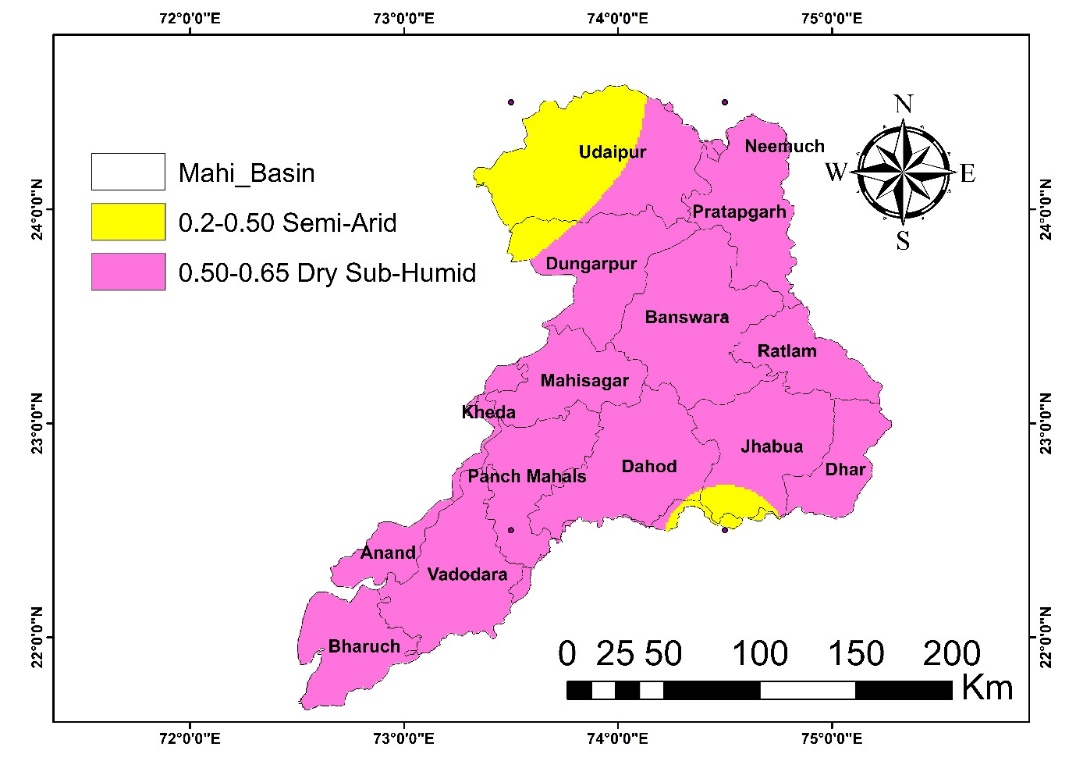 72°0'0"E 73°0'0"E 74°0'0"E 75°0'0"E
N
W E
S
Mahi_Basin
0.2-0.50 Semi-Arid
0.50-0.65 Dry Sub-Humid
24°0'0"N
23°0'0"N
22°0'0"N
Udaipur
Neemuch
Pratapgarh
Dungarpur
Banswara
Ratlam
Mahisagar
Kheda
Jhabua
Dahod
Dhar
Panch Mahals
Anand
Vadodara
Bharuch
24°0'0"N
23°0'0"N
22°0'0"N
0 25 50 100 150 200
Km
72°0'0"E 73°0'0"E 74°0'0"E 75°0'0"E